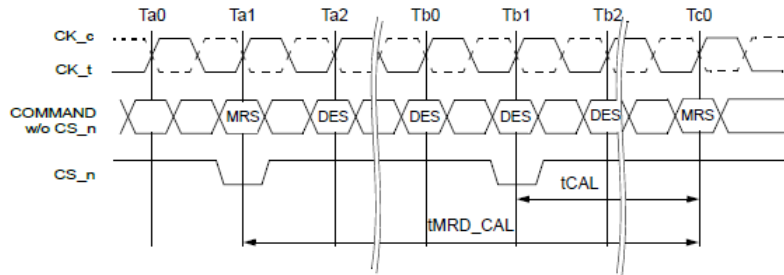 Ta0 Ta1 Ta2 Tb0 Tb1 Tb2 Tc0
CK_c
CK_t
COMMAND
w/o CS_n
MRS DES DES DES DES MRS
CS_n
tCAL
tMRD_CAL